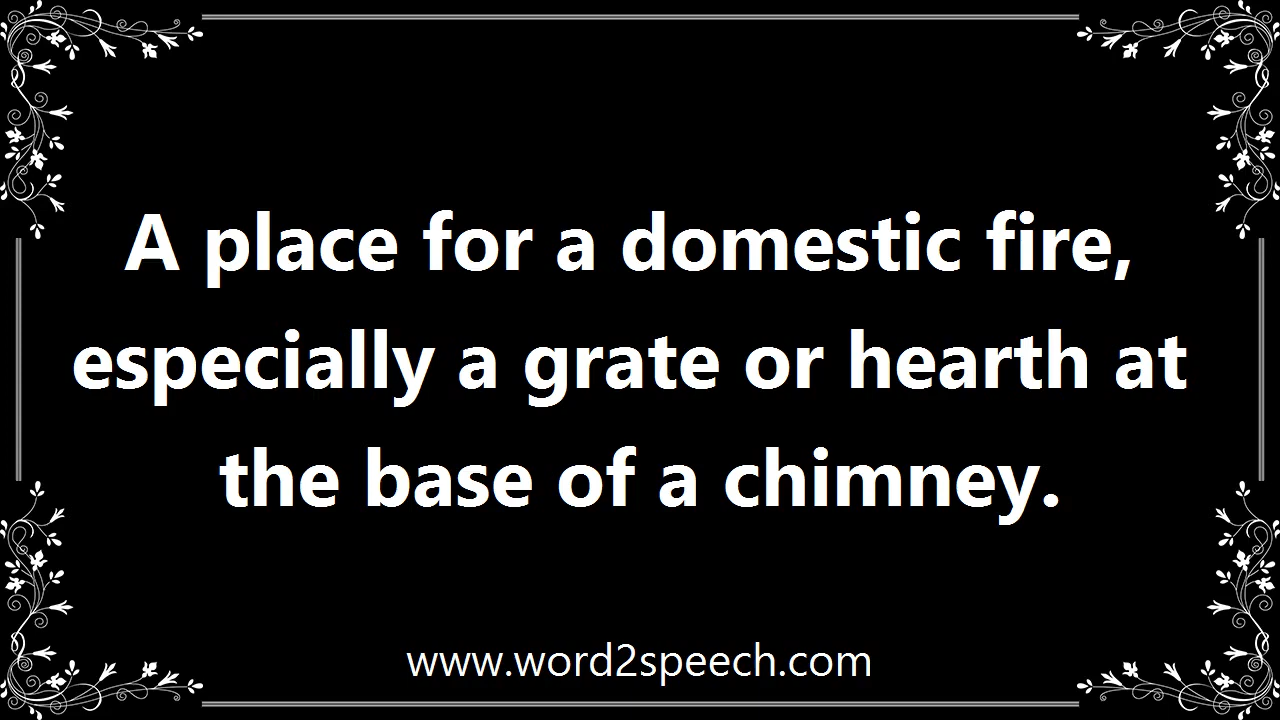 A place for a domestic fire,
especially a grate or hearth at
the base of a chimney.
www.word2speech.com